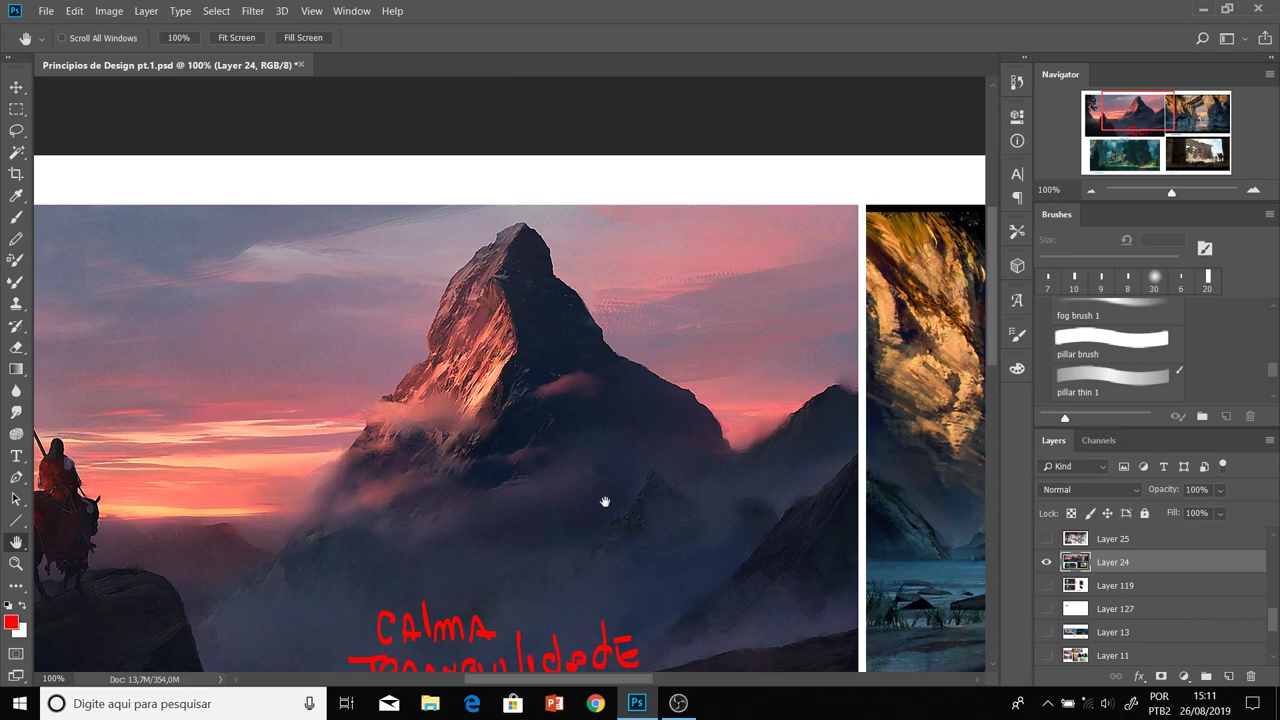 Ps File Edit Image Layer Type Select Filter 3D View Window Help
Scroll All Windows 100% Fit Screen Fill Screen
Principios de Design pt.1.psd @ 100% (Layer 24, RGB/8) *
Navigator
100%
Brushes
Size:
7 10 9 8 30 6 20
fog brush 1
pillar brush
pillar thin 1
Layers Channels
Kind
Normal Opacity: 100%
Lock: Fill: 100%
Layer 25
Layer 24
Layer 119
Layer 127
Layer 13
Layer 11
CAlmA
TranquilidadE
100% Doc: 13,7M/354,0M
Digite aqui para pesquisar
POR 15:11
PTB2 26/08/2019